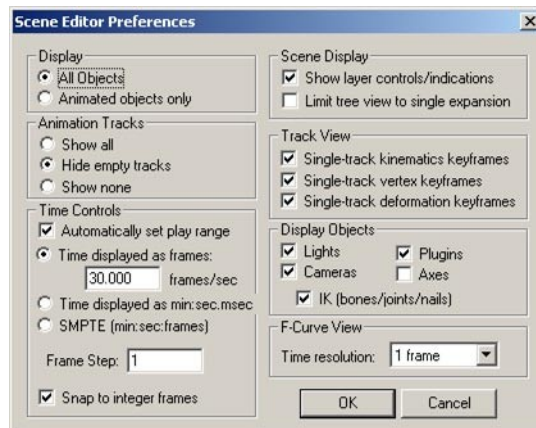 Scene Editor Preferences
Display
All Objects
Animated objects only
Animation Tracks
Show all
Hide empty tracks
Show none
Time Controls
Automatically set play range
Time displayed as frames:
30.000 frames/sec
Time displayed as min:sec.msec
SMPTE (min:sec:frames)
Frame Step: 1
Snap to integer frames
Scene Display
Show layer controls/indications
Limit tree view to single expansion
Track View
Single-track kinematics keyframes
Single-track vertex keyframes
Single-track deformation keyframes
Display Objects
Lights Plugins
Cameras Axes
IK (bones/joints/nails)
F-Curve View
Time resolution: 1 frame
OK Cancel